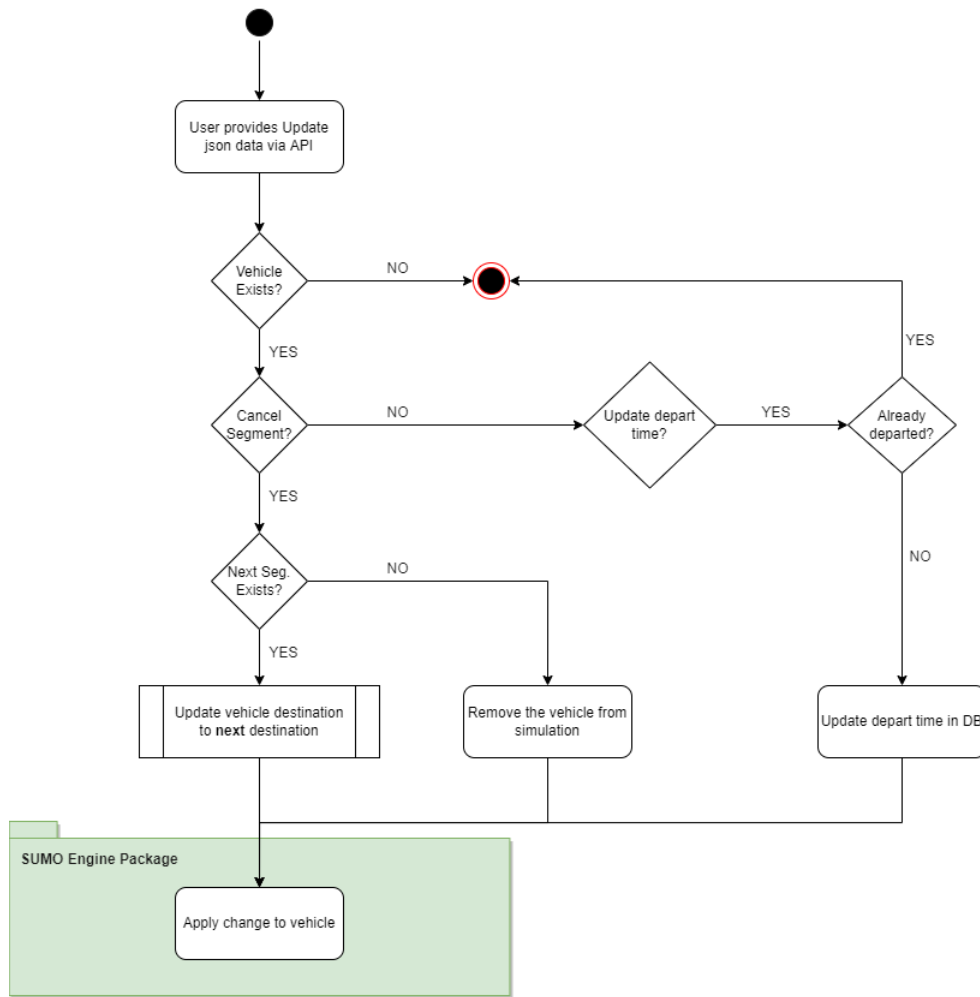 User provides Update
json data via API
Vehicle
Exists?
NO
YES
YES
Cancel
Segment?
NO
Update depart
time?
YES
Already
departed?
YES
NO
Next Seg.
Exists?
NO
YES
Update vehicle destination
to next destination
Remove the vehicle from
simulation
Update depart time in DB
SUMO Engine Package
Apply change to vehicle